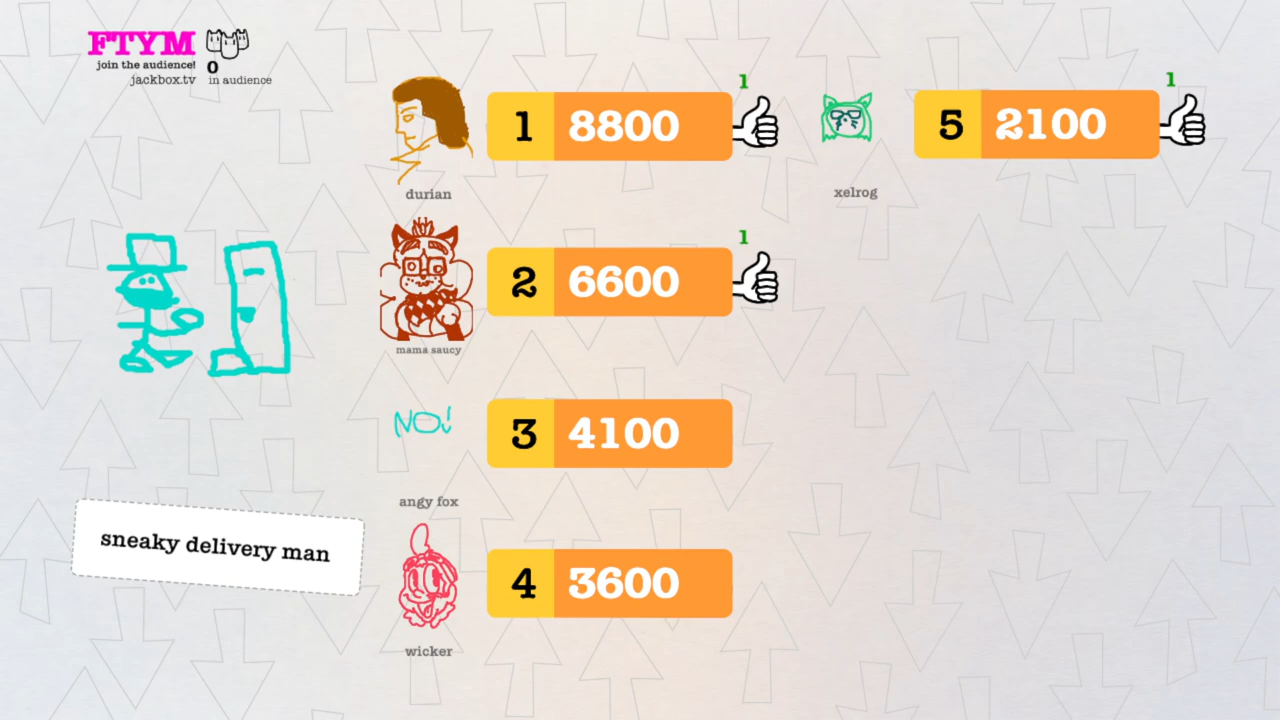 FTYM
join the audience!
jackbox.tv
0
in audience
1
8800
1
durian
5
2100
1
xelrog
2
6600
1
mama saucy
NO!
3
4100
angy fox
sneaky delivery man
4
3600
wicker